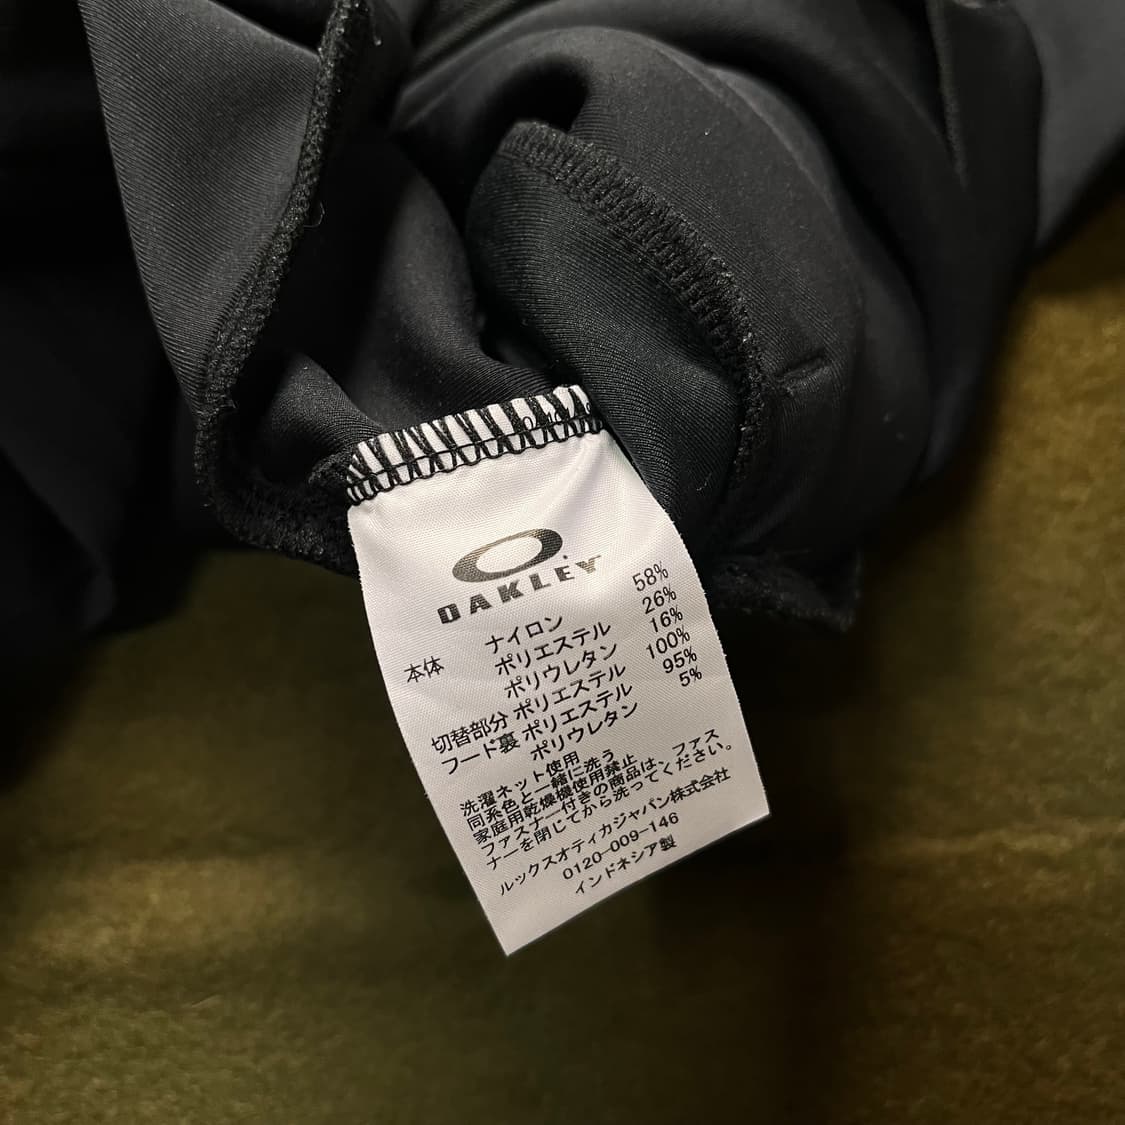 OAKLEY
本体 ナイロン 58%
ポリエステル 26%
ポリウレタン 16%
切替部分 ポリエステル 100%
フード裏 ポリエステル 95%
ポリウレタン 5%
洗濯ネット使用
同系色と一緒に洗う
家庭用乾燥機使用禁止
ファスナー付きの商品は、ファス
ナーを閉じてから洗ってください。
ルックスオティカジャパン株式会社
0120-009-146
インドネシア製